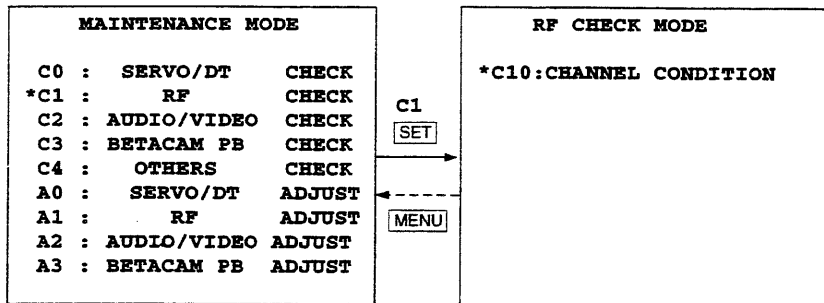 MAINTENANCE MODE
C0 : SERVO/DT CHECK
*C1 : RF CHECK
C2 : AUDIO/VIDEO CHECK
C3 : BETACAM PB CHECK
C4 : OTHERS CHECK
A0 : SERVO/DT ADJUST
A1 : RF ADJUST
A2 : AUDIO/VIDEO ADJUST
A3 : BETACAM PB ADJUST
C1
SET
MENU
RF CHECK MODE
*C10:CHANNEL CONDITION